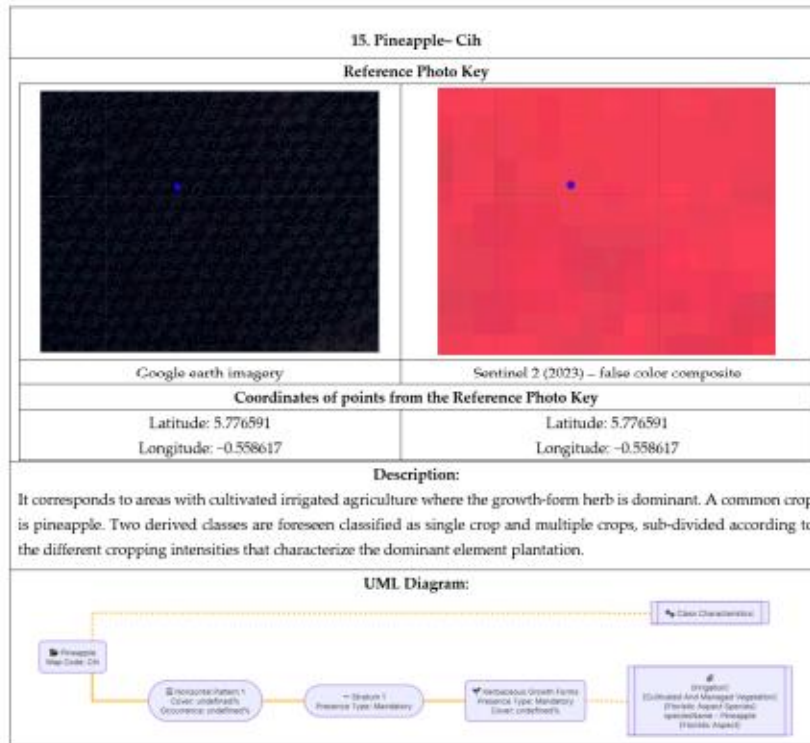 15. Pineapple– Cih
Reference Photo Key
Google earth imagery
Sentinel 2 (2023) – false color composite
Coordinates of points from the Reference Photo Key
Latitude: 5.776591
Longitude: –0.558617
Latitude: 5.776591
Longitude: –0.558617
Description:
It corresponds to areas with cultivated irrigated agriculture where the growth-form herb is dominant. A common crop
is pineapple. Two derived classes are foreseen classified as single crop and multiple crops, sub-divided according to
the different cropping intensities that characterize the dominant element plantation.
UML Diagram:
Class Characteristics
Pineapple
Map Code: Cih
Horizontal Pattern 1
Cover: undefined%
Occurrence: undefined%
Stratum 1
Presence Type: Mandatory
Herbaceous Growth Forms
Presence Type: Mandatory
Cover: undefined%
(Irrigation)
(Cultivated And Managed Vegetation)
(Floristic Aspect Species)
speciesName - Pineapple
(Floristic Aspect)